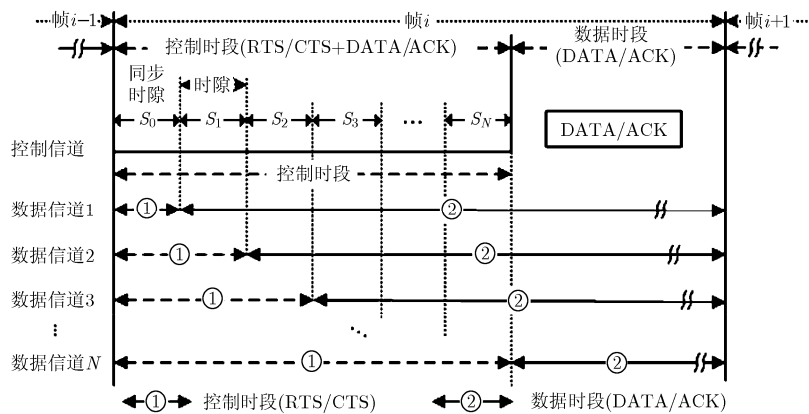 帧i−1 帧i 帧i+1
控制时段(RTS/CTS+DATA/ACK) 数据时段
(DATA/ACK)
同步
时隙 时隙
S0 S1 S2 S3 ... SN DATA/ACK
控制信道
控制时段
数据信道1 ① ②
数据信道2 ① ②
数据信道3 ① ②
⋮ ⋱
数据信道N ① ②
① 控制时段(RTS/CTS) ② 数据时段(DATA/ACK)